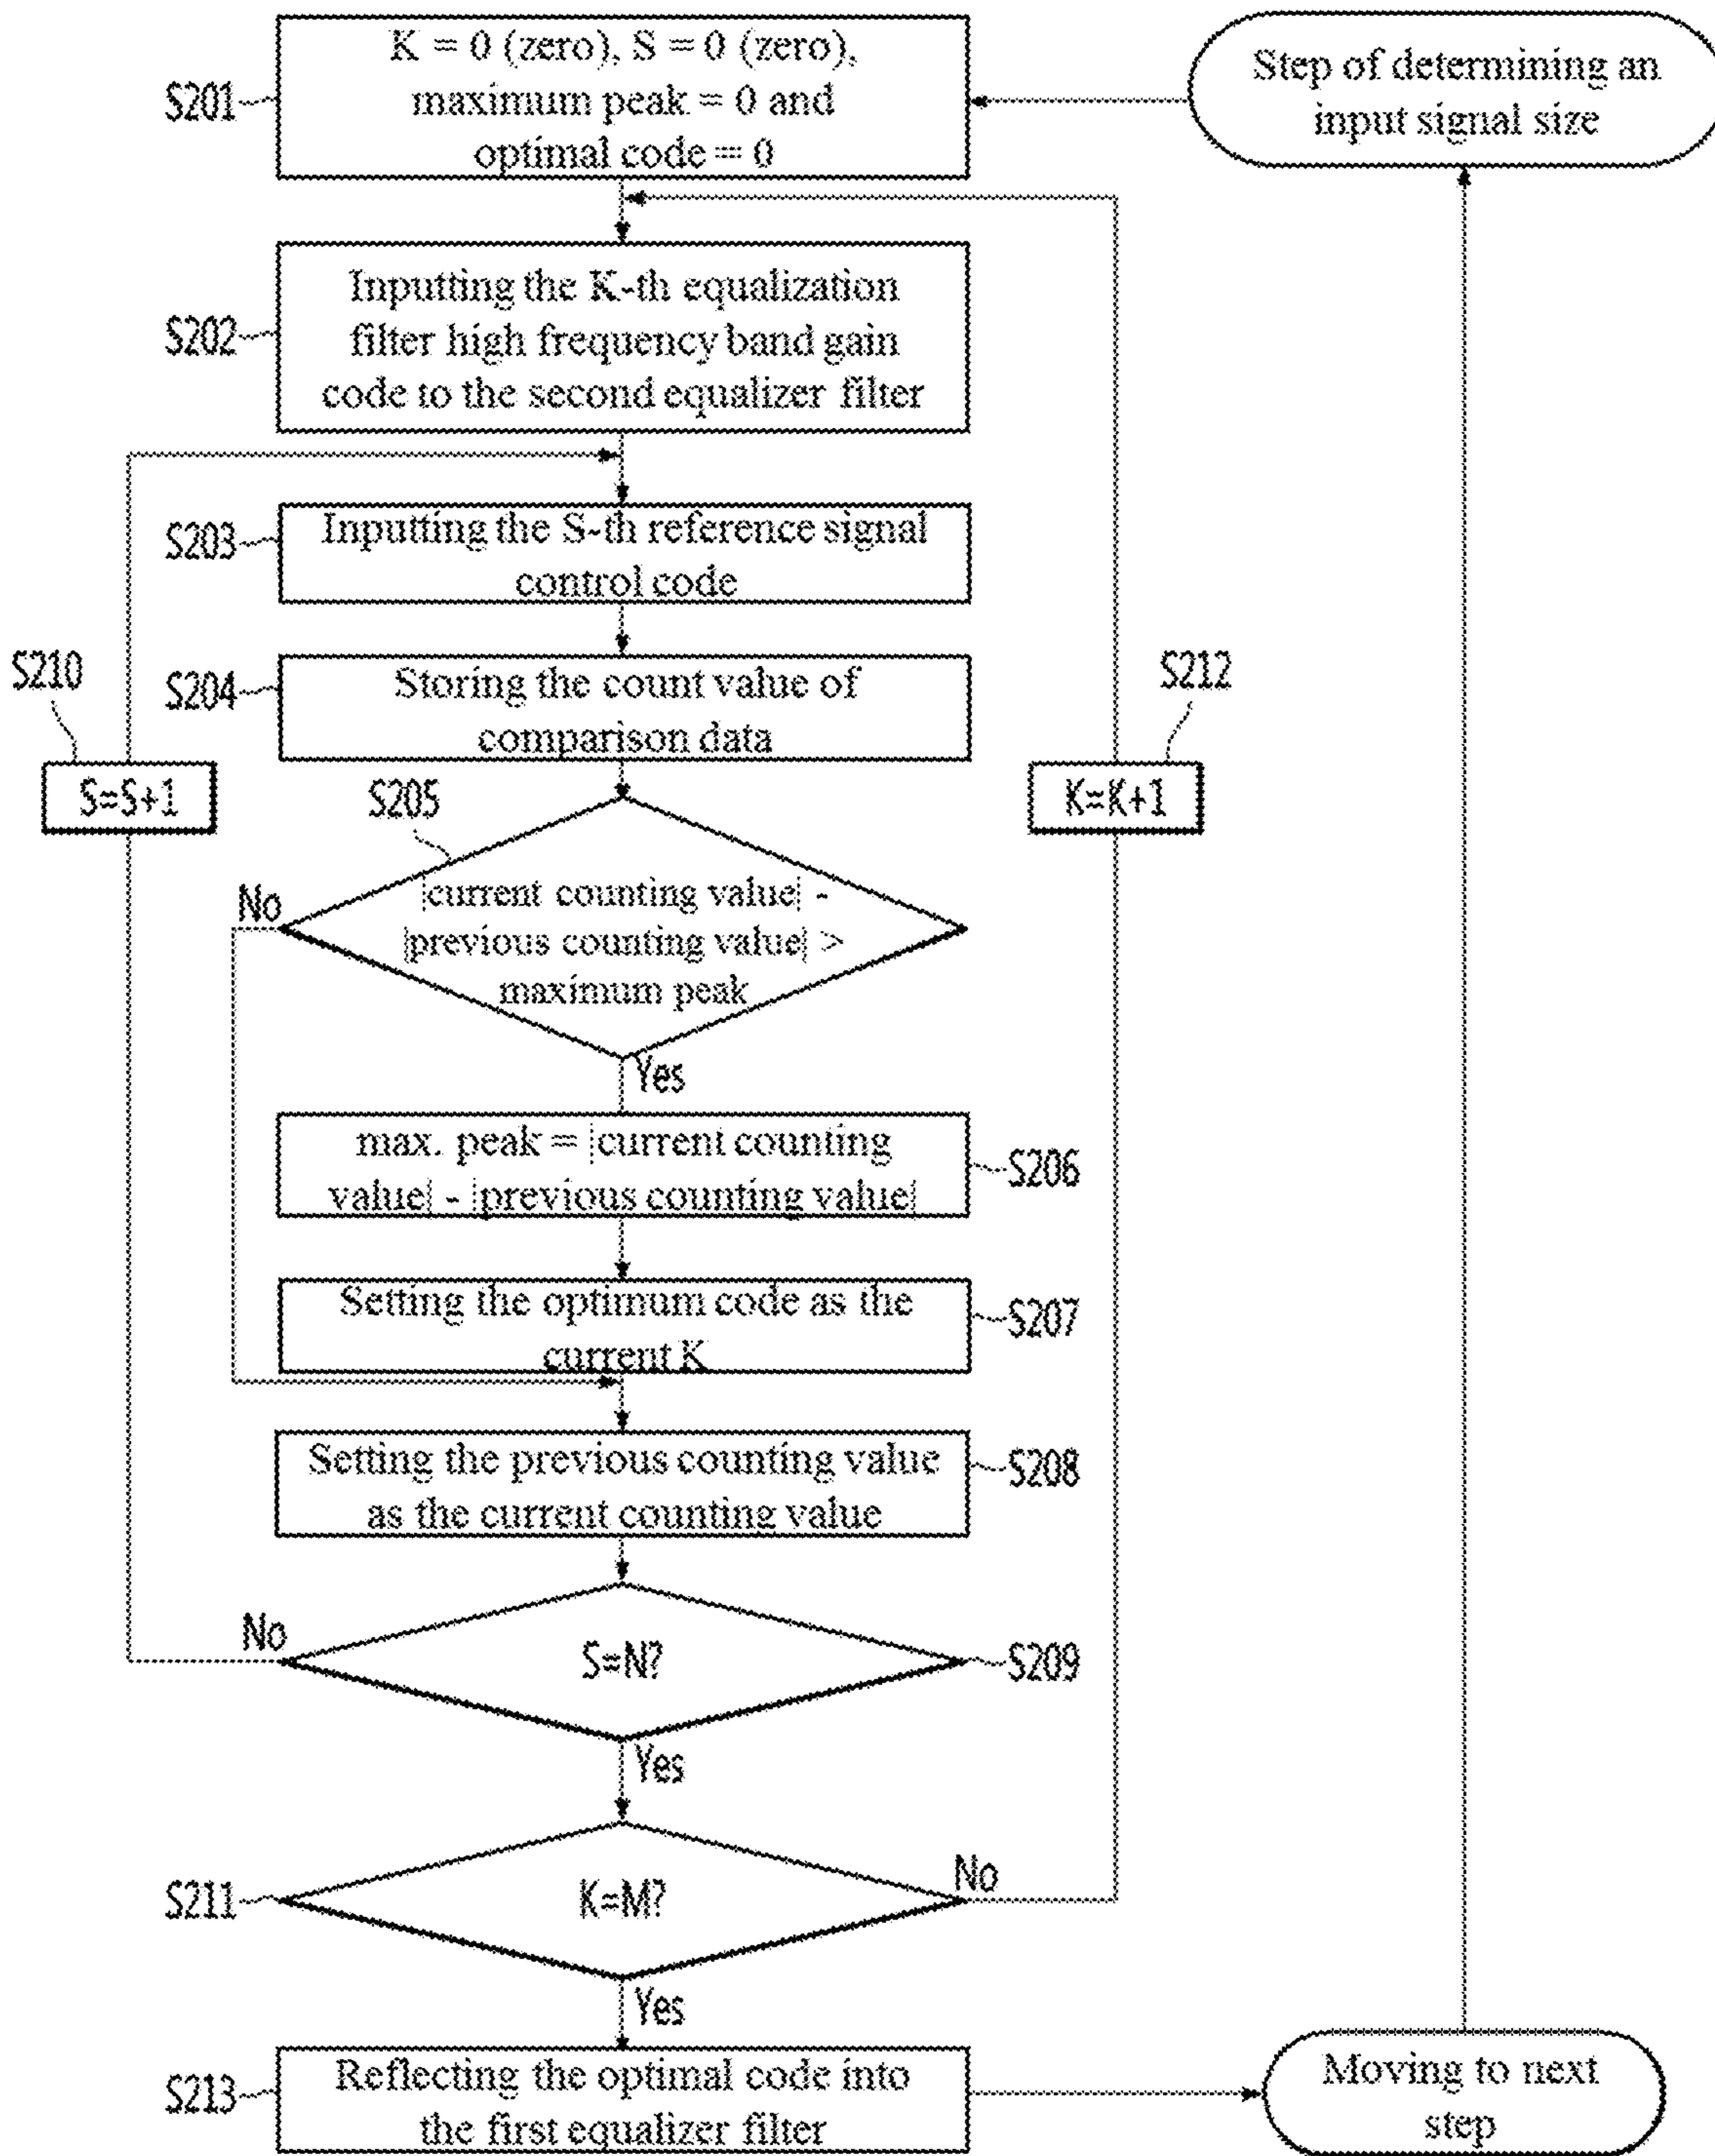 K = 0 (zero), S = 0 (zero),
maximum peak = 0 and
optimal code = 0
S201
Step of determining an
input signal size
Inputting the K-th equalization
filter high frequency band gain
code to the second equalizer filter
S202
Inputting the S-th reference signal
control code
S203
Storing the count value of
comparison data
S204
S210
S=S+1
S212
K=K+1
S205
|current counting value| -
|previous counting value| >
maximum peak
No
Yes
max. peak = |current counting
value| - |previous counting value|
S206
Setting the optimum code as the
current K
S207
Setting the previous counting value
as the current counting value
S208
No
S=N?
S209
Yes
S211
K=M?
No
Yes
S213
Reflecting the optimal code into
the first equalizer filter
Moving to next
step